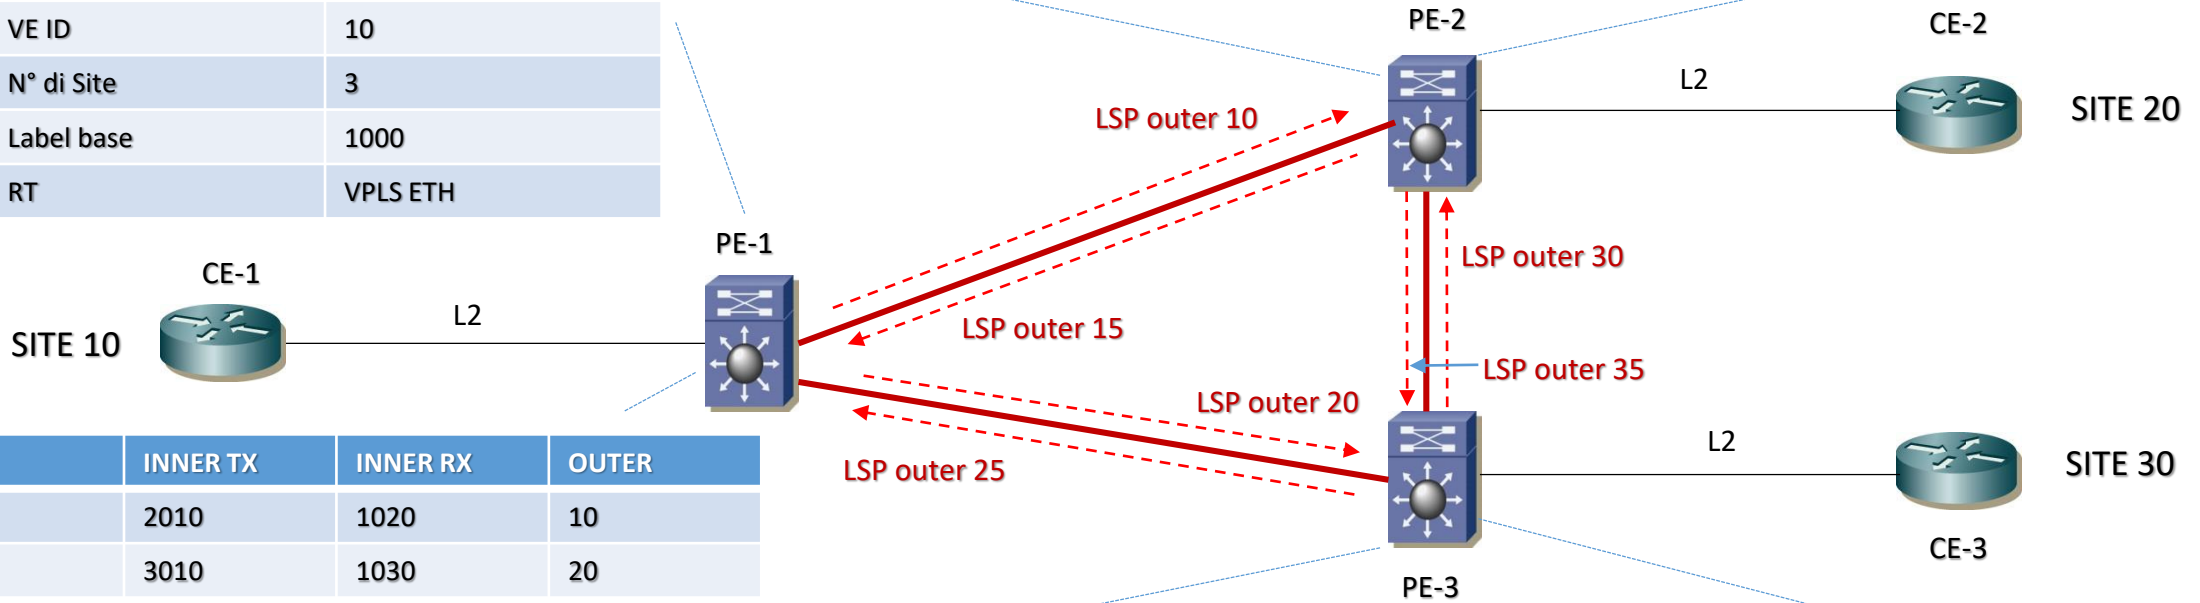 VE ID 10
N° di Site 3
Label base 1000
RT VPLS ETH
PE-2
CE-2
L2
SITE 20
LSP outer 10
PE-1
CE-1
L2
SITE 10
LSP outer 15
LSP outer 30
LSP outer 35
LSP outer 20
LSP outer 25
L2
SITE 30
CE-3
PE-3
INNER TX INNER RX OUTER
2010 1020 10
3010 1030 20